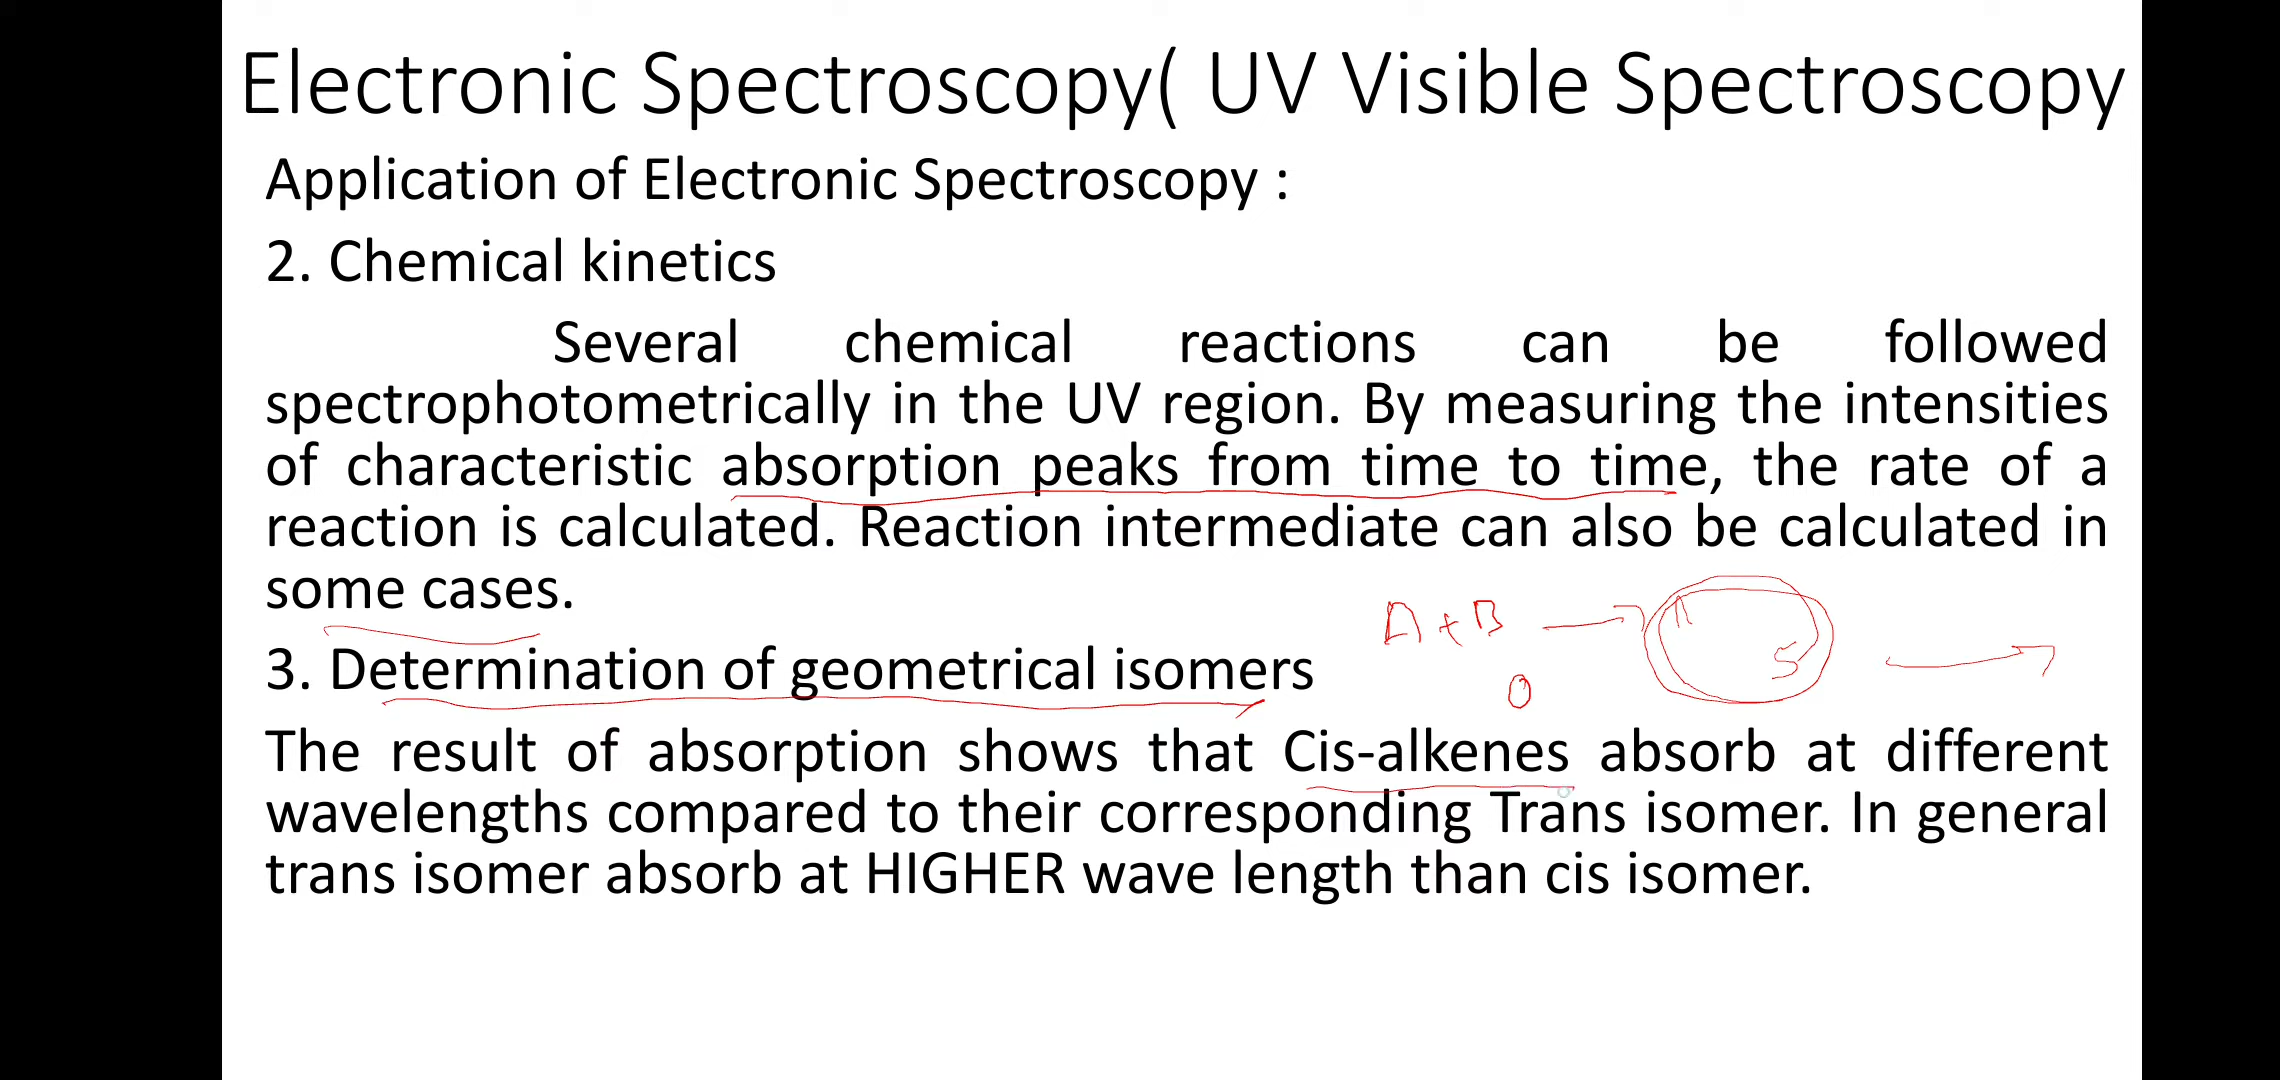 Electronic Spectroscopy( UV Visible Spectroscopy
Application of Electronic Spectroscopy :
2. Chemical kinetics
Several chemical reactions can be followed
spectrophotometrically in the UV region. By measuring the intensities
of characteristic absorption peaks from time to time, the rate of a
reaction is calculated. Reaction intermediate can also be calculated in
some cases.
A + B
3. Determination of geometrical isomers
The result of absorption shows that Cis-alkenes absorb at different
wavelengths compared to their corresponding Trans isomer. In general
trans isomer absorb at HIGHER wave length than cis isomer.